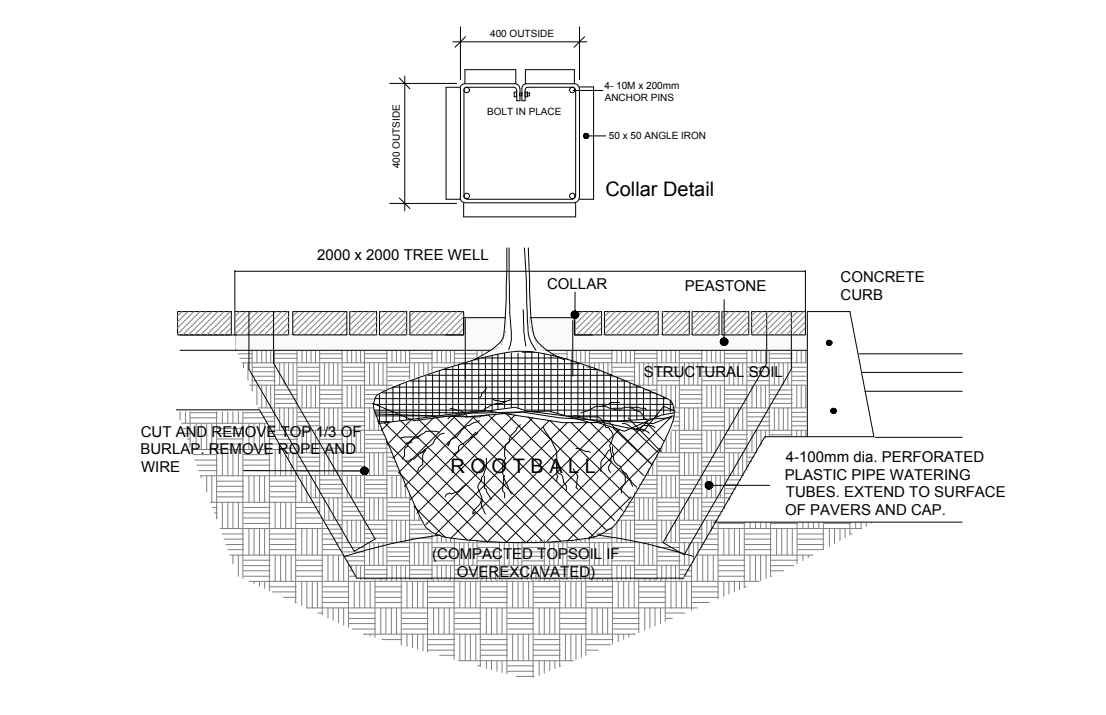 400 OUTSIDE
400 OUTSIDE
4- 10M x 200mm
ANCHOR PINS
BOLT IN PLACE
50 x 50 ANGLE IRON
Collar Detail
2000 x 2000 TREE WELL
COLLAR
PEASTONE
CONCRETE
CURB
STRUCTURAL SOIL
CUT AND REMOVE TOP 1/3 OF
BURLAP. REMOVE ROPE AND
WIRE
ROOTBALL
4-100mm dia. PERFORATED
PLASTIC PIPE WATERING
TUBES. EXTEND TO SURFACE
OF PAVERS AND CAP.
(COMPACTED TOPSOIL IF
OVEREXCAVATED)